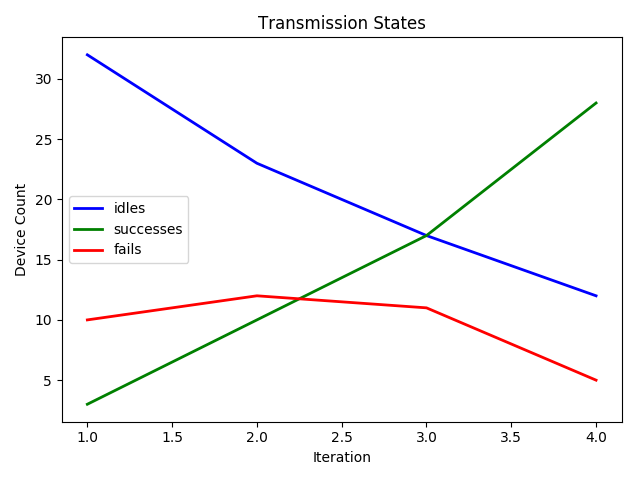 Transmission States
Device Count
30
25
20
15
10
5
idles
successes
fails
1.0 1.5 2.0 2.5 3.0 3.5 4.0
Iteration